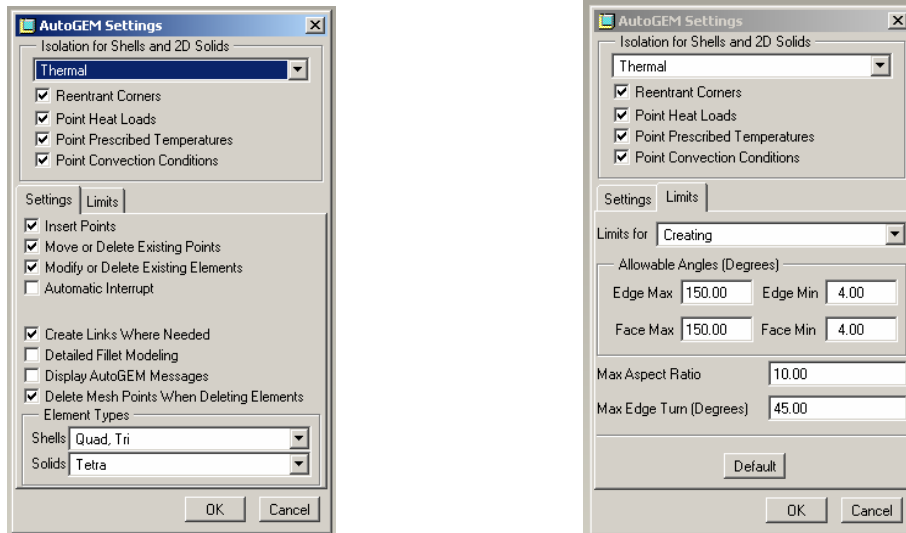 AutoGEM Settings
Isolation for Shells and 2D Solids
Thermal
Reentrant Corners
Point Heat Loads
Point Prescribed Temperatures
Point Convection Conditions
Settings Limits
Insert Points
Move or Delete Existing Points
Modify or Delete Existing Elements
Automatic Interrupt
Create Links Where Needed
Detailed Fillet Modeling
Display AutoGEM Messages
Delete Mesh Points When Deleting Elements
Element Types
Shells Quad, Tri
Solids Tetra
OK Cancel
AutoGEM Settings
Isolation for Shells and 2D Solids
Thermal
Reentrant Corners
Point Heat Loads
Point Prescribed Temperatures
Point Convection Conditions
Settings Limits
Limits for Creating
Allowable Angles (Degrees)
Edge Max 150.00 Edge Min 4.00
Face Max 150.00 Face Min 4.00
Max Aspect Ratio 10.00
Max Edge Turn (Degrees) 45.00
Default
OK Cancel